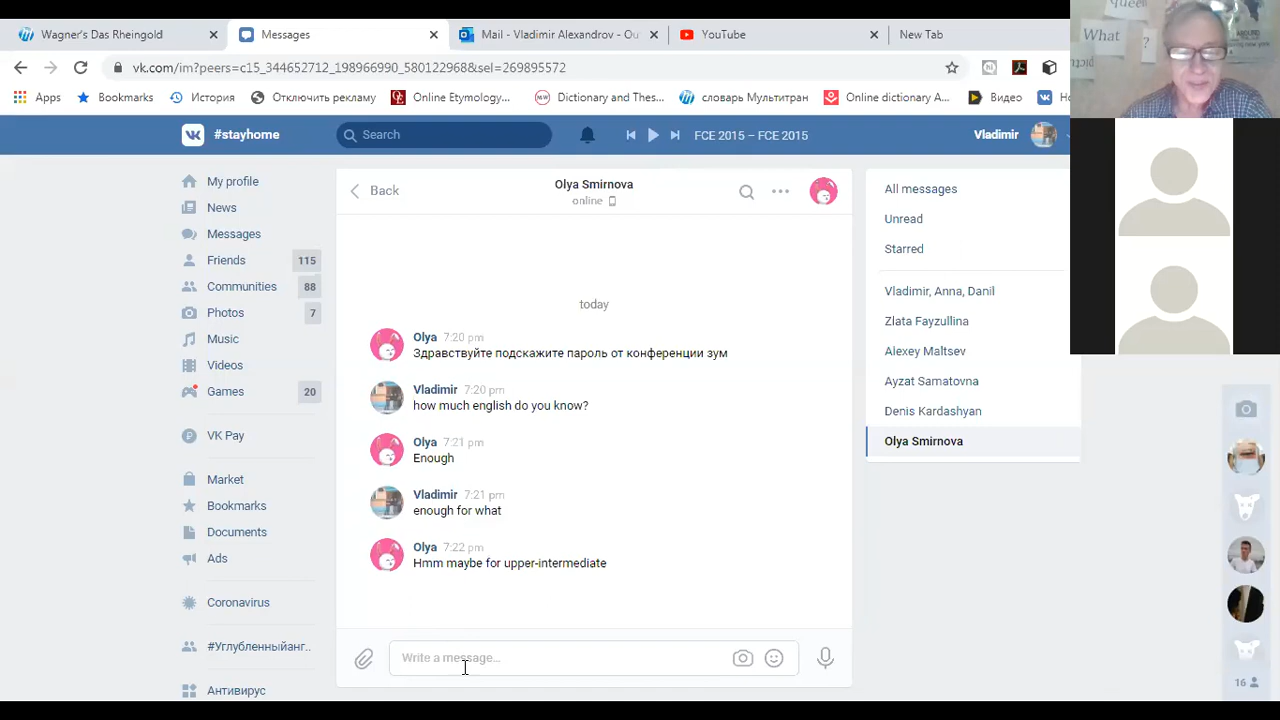 Wagner's Das Rheingold
Messages
Mail - Vladimir Alexandrov - Ou
YouTube
New Tab
vk.com/im?peers=c15_344652712_198966990_580122968&sel=269895572
Apps
Bookmarks
История
Отключить рекламу
Online Etymology...
Dictionary and Thes...
словарь Мультитран
Online dictionary A...
Видео
Но
#stayhome
Search
FCE 2015 – FCE 2015
Vladimir
My profile
News
Messages
Friends 115
Communities 88
Photos 7
Music
Videos
Games 20
VK Pay
Market
Bookmarks
Documents
Ads
Coronavirus
#Углубленныйанг..
Антивирус
Back
Olya Smirnova
online
today
Olya 7:20 pm
Здравствуйте подскажите пароль от конференции зум
Vladimir 7:20 pm
how much english do you know?
Olya 7:21 pm
Enough
Vladimir 7:21 pm
enough for what
Olya 7:22 pm
Hmm maybe for upper-intermediate
Write a message...
All messages
Unread
Starred
Vladimir, Anna, Danil
Zlata Fayzullina
Alexey Maltsev
Ayzat Samatovna
Denis Kardashyan
Olya Smirnova
What
?
16